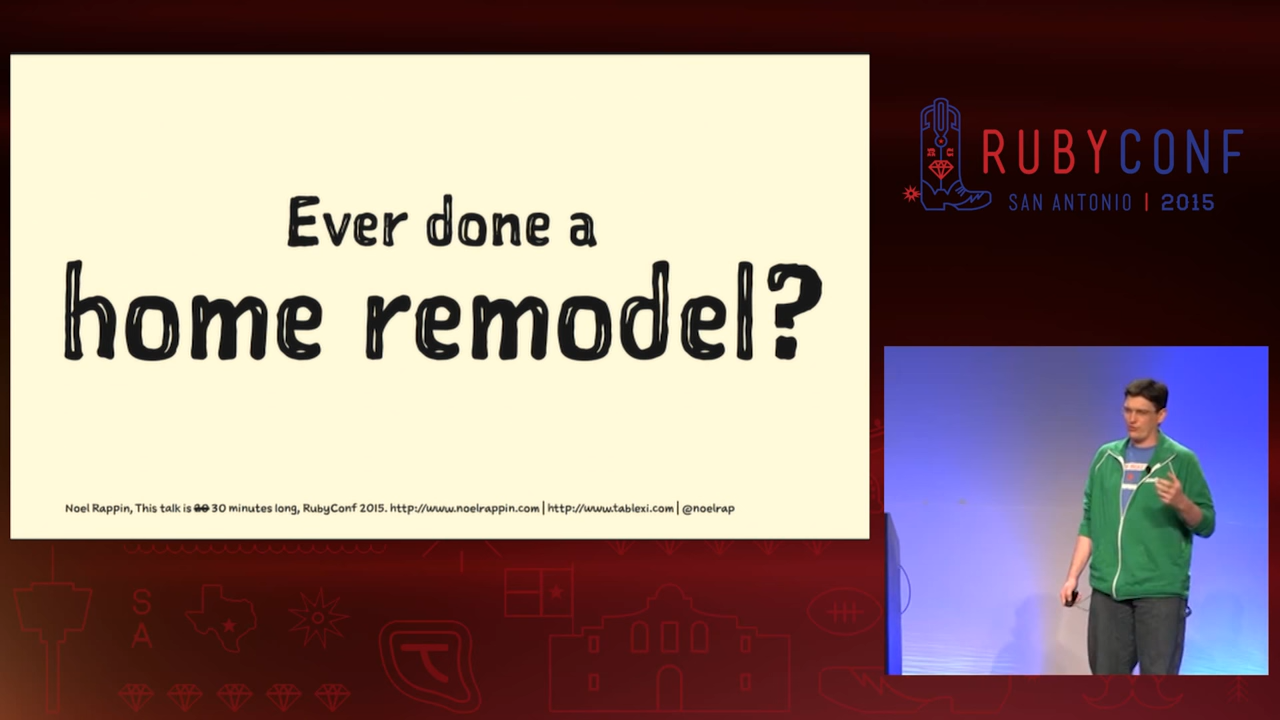 Ever done a
home remodel?
Noel Rappin, This talk is 20 30 minutes long, RubyConf 2015. http://www.noelrappin.com | http://www.tablexi.com | @noelrap
RUBYCONF
SAN ANTONIO | 2015
S
A